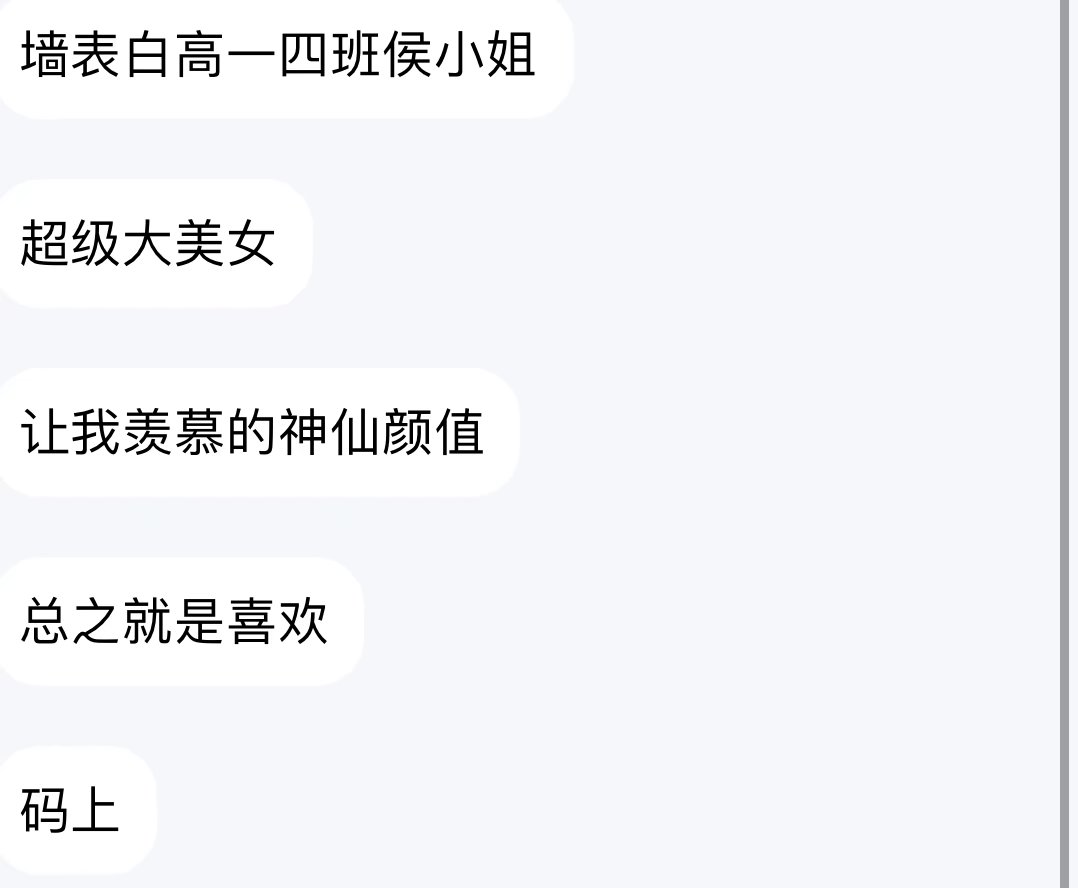 墙表白高一四班侯小姐
超级大美女
让我羡慕的神仙颜值
总之就是喜欢
码上